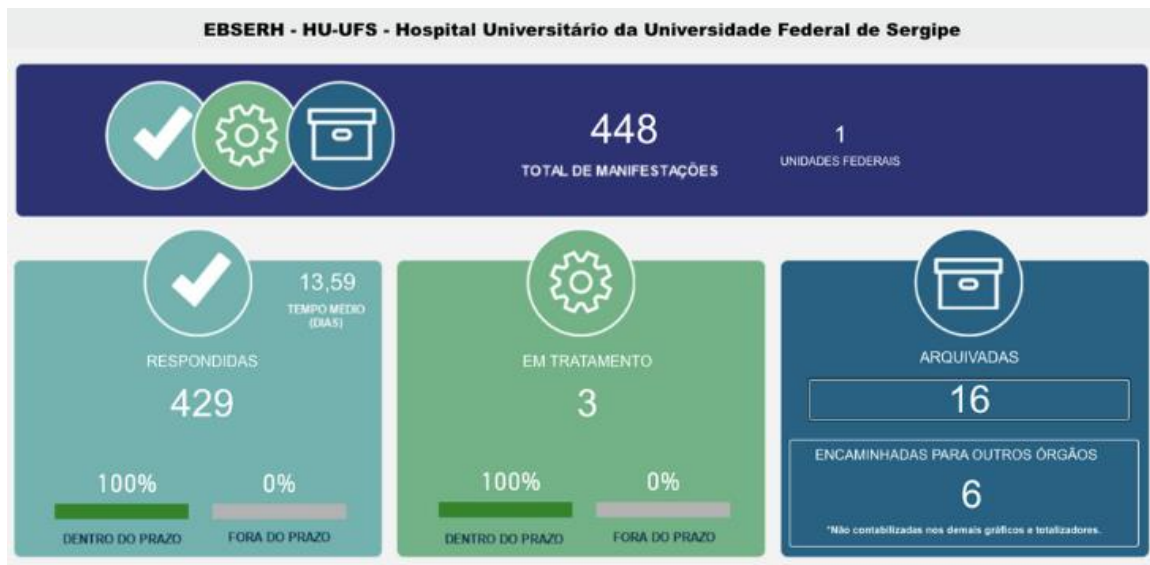 EBSERH - HU-UFS - Hospital Universitário da Universidade Federal de Sergipe
448
TOTAL DE MANIFESTAÇÕES
1
UNIDADES FEDERAIS
13,59
TEMPO MÉDIO
(DIAS)
RESPONDIDAS
429
100%
0%
DENTRO DO PRAZO
FORA DO PRAZO
EM TRATAMENTO
3
100%
0%
DENTRO DO PRAZO
FORA DO PRAZO
ARQUIVADAS
16
ENCAMINHADAS PARA OUTROS ÓRGÃOS
6
*Não contabilizadas nos demais gráficos e totalizadores.